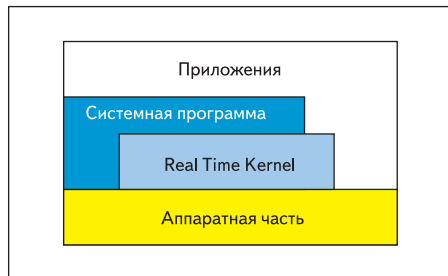 Приложения
Системная программа
Real Time Kernel
Аппаратная часть